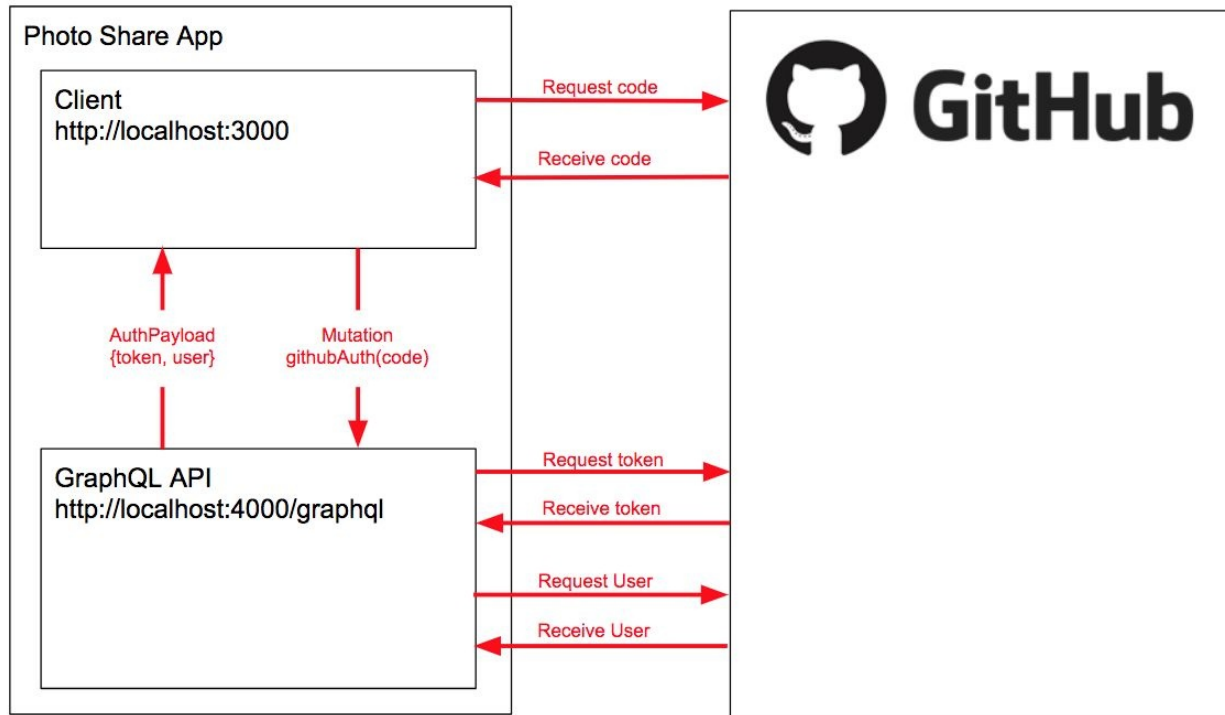 Photo Share App
Client
http://localhost:3000
Request code
Receive code
GitHub
AuthPayload
{token, user}
Mutation
githubAuth(code)
GraphQL API
http://localhost:4000/graphql
Request token
Receive token
Request User
Receive User